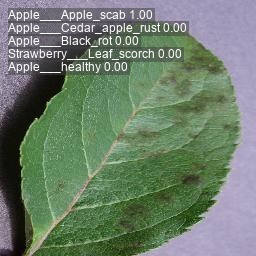 Apple___Apple_scab 1.00
Apple___Cedar_apple_rust 0.00
Apple___Black_rot 0.00
Strawberry___Leaf_scorch 0.00
Apple___healthy 0.00